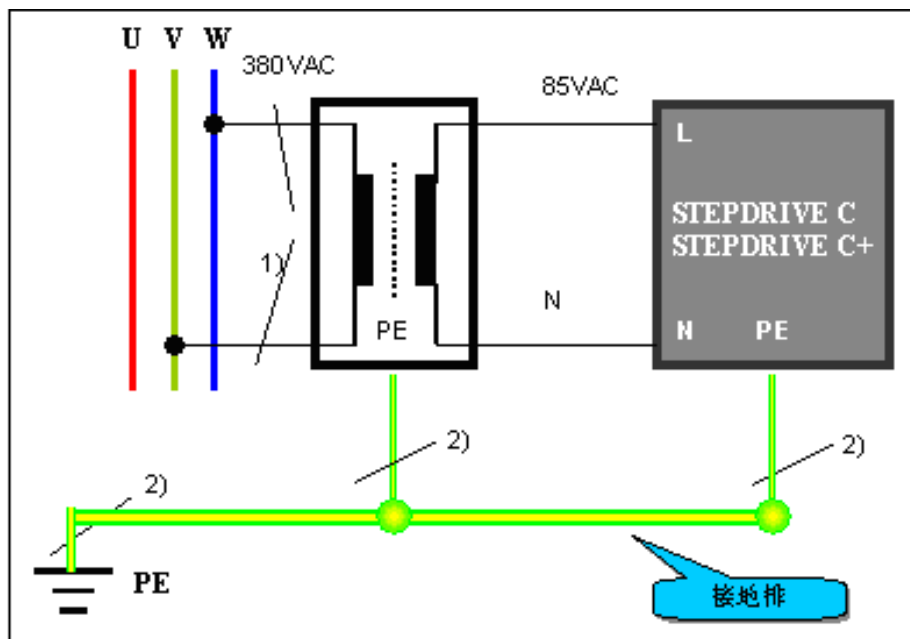 U V W
380VAC
85VAC
L
STEPDRIVE C
STEPDRIVE C+
1)
N
PE
N PE
2)
2)
2)
PE
接地排